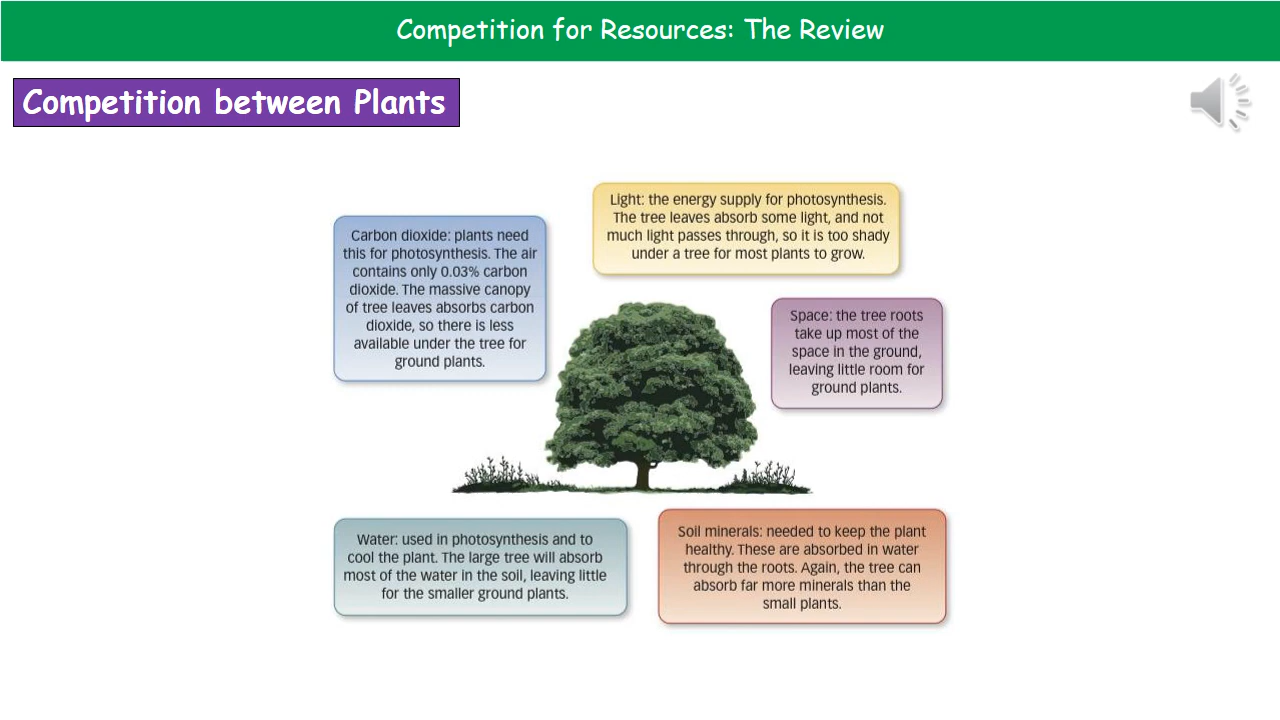 Competition for Resources: The Review
Competition between Plants
Light: the energy supply for photosynthesis.
The tree leaves absorb some light, and not
much light passes through, so it is too shady
under a tree for most plants to grow.
Carbon dioxide: plants need
this for photosynthesis. The air
contains only 0.03% carbon
dioxide. The massive canopy
of tree leaves absorbs carbon
dioxide, so there is less
available under the tree for
ground plants.
Space: the tree roots
take up most of the
space in the ground,
leaving little room for
ground plants.
Water: used in photosynthesis and to
cool the plant. The large tree will absorb
most of the water in the soil, leaving little
for the smaller ground plants.
Soil minerals: needed to keep the plant
healthy. These are absorbed in water
through the roots. Again, the tree can
absorb far more minerals than the
small plants.